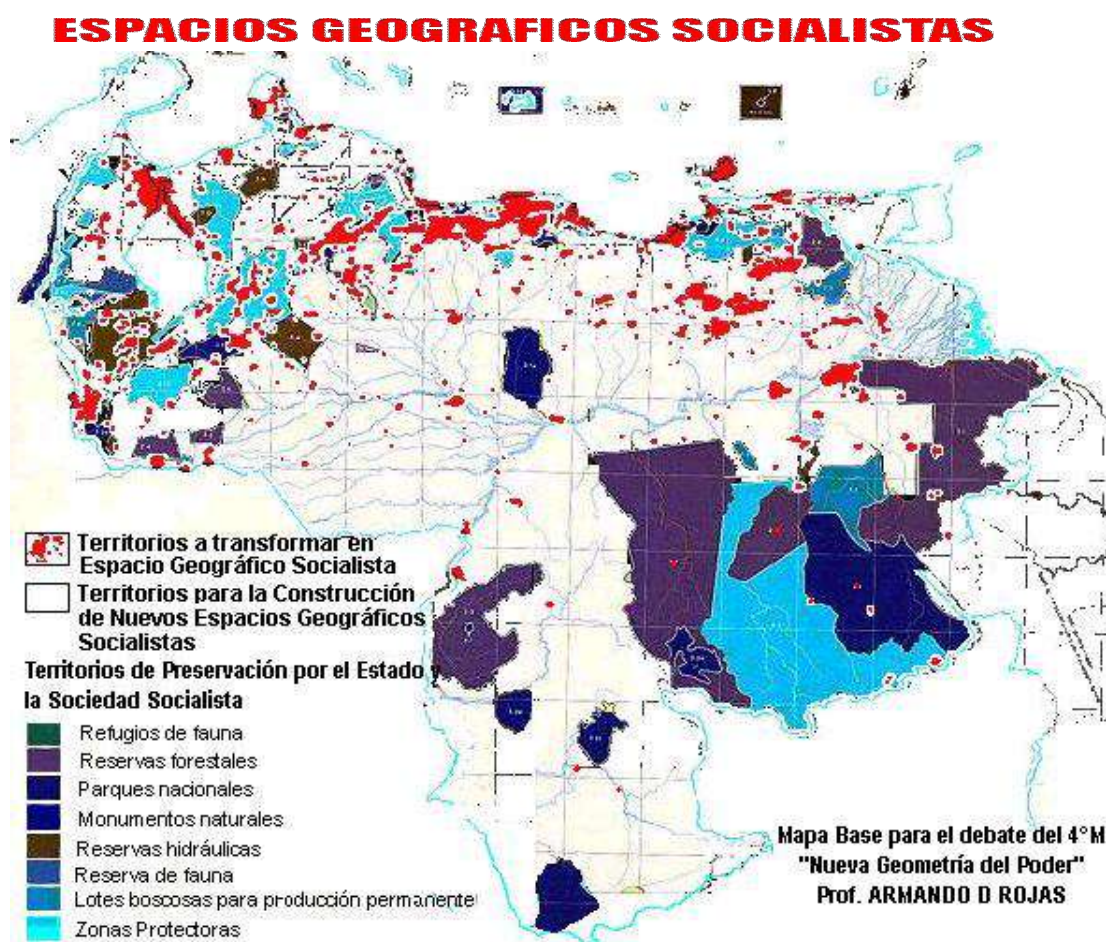 ESPACIOS GEOGRAFICOS SOCIALISTAS
Territorios a transformar en
Espacio Geográfico Socialista
Territorios para la Construcción
de Nuevos Espacios Geográficos
Socialistas
Territorios de Preservación por el Estado y
la Sociedad Socialista
Refugios de fauna
Reservas forestales
Parques nacionales
Monumentos naturales
Reservas hidráulicas
Reserva de fauna
Lotes boscosas para producción permanente
Zonas Protectoras
Mapa Base para el debate del 4°M
"Nueva Geometría del Poder"
Prof. ARMANDO D ROJAS